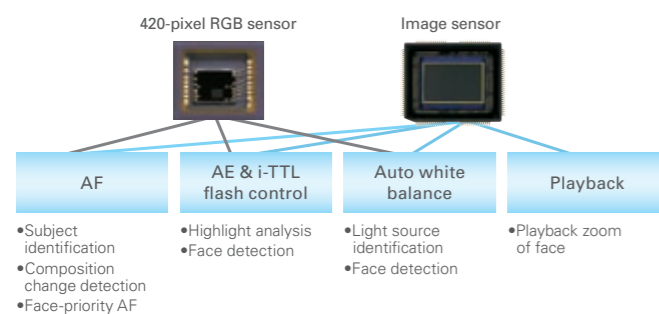 420-pixel RGB sensor
Image sensor
AF
AE & i-TTL
flash control
Auto white
balance
Playback
•Subject
identification
•Composition
change detection
•Face-priority AF
•Highlight analysis
•Face detection
•Light source
identification
•Face detection
•Playback zoom
of face